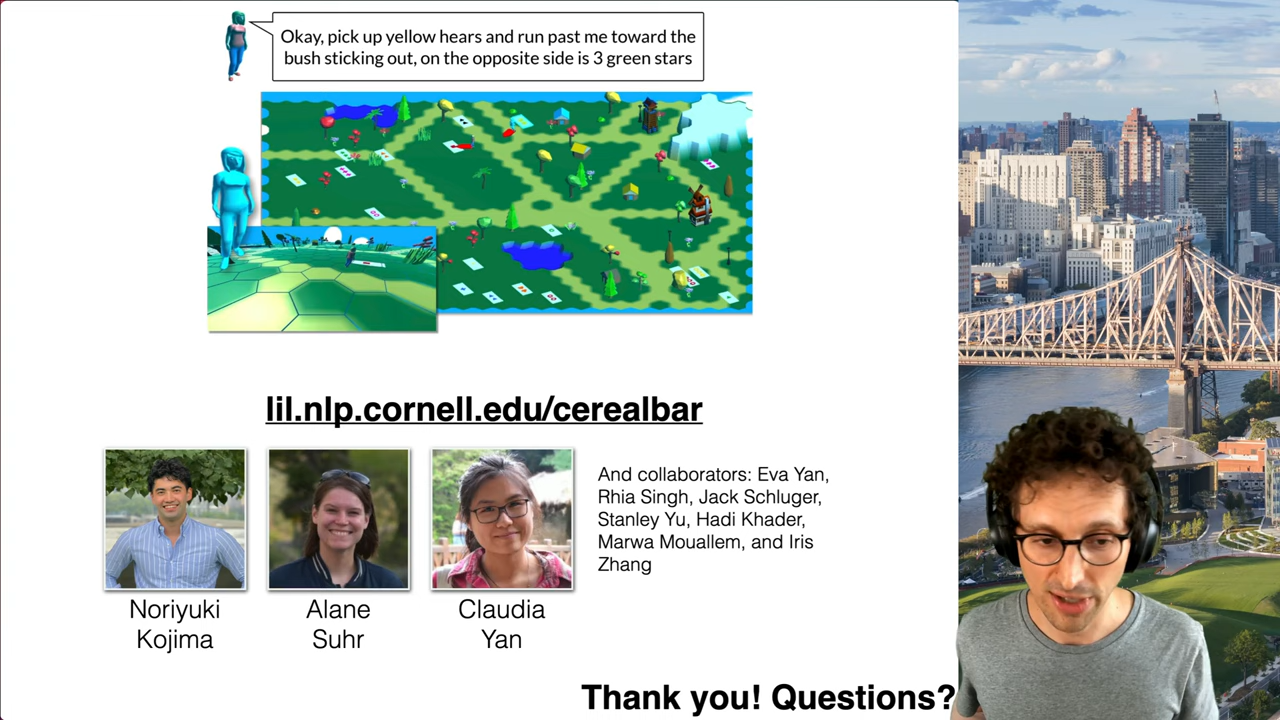 Okay, pick up yellow hears and run past me toward the
bush sticking out, on the opposite side is 3 green stars
lil.nlp.cornell.edu/cerealbar
And collaborators: Eva Yan,
Rhia Singh, Jack Schluger,
Stanley Yu, Hadi Khader,
Marwa Mouallem, and Iris
Zhang
Noriyuki
Kojima
Alane
Suhr
Claudia
Yan
Thank you! Questions?